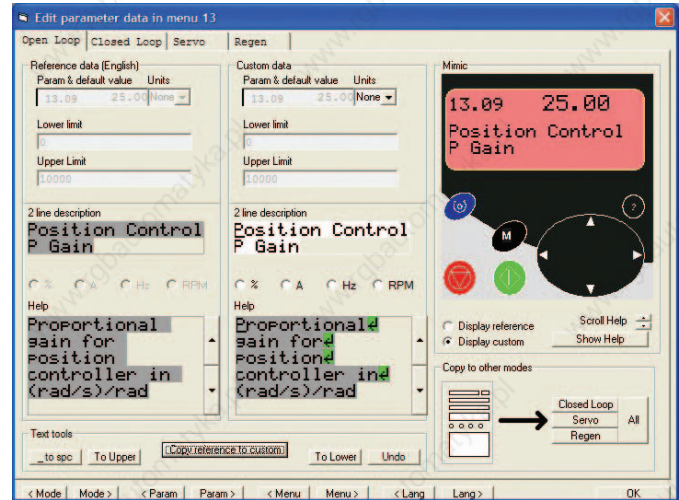 Edit parameter data in menu 13
Open Loop Closed Loop Servo Regen
Reference data (English)
Param & default value Units
13.09 25.00 None
Lower limit
0
Upper Limit
10000
2 line description
Position Control
P Gain
% A Hz RPM
Help
Proportional
gain for
position
controller in
(rad/s)/rad
Custom data
Param & default value Units
13.09 25.00 None
Lower limit
0
Upper Limit
10000
2 line description
Position Control
P Gain
% A Hz RPM
Help
Proportional
gain for
position
controller in
(rad/s)/rad
Mimic
13.09 25.00
Position Control
P Gain
?
M
Display reference
Display custom
Scroll Help
Show Help
Copy to other modes
Closed Loop
Servo
Regen
All
Text tools
_to spc To Upper Copy reference to custom To Lower Undo
< Mode Mode > < Param Param > < Menu Menu > < Lang Lang > OK
www.rgbautomatyka.pl